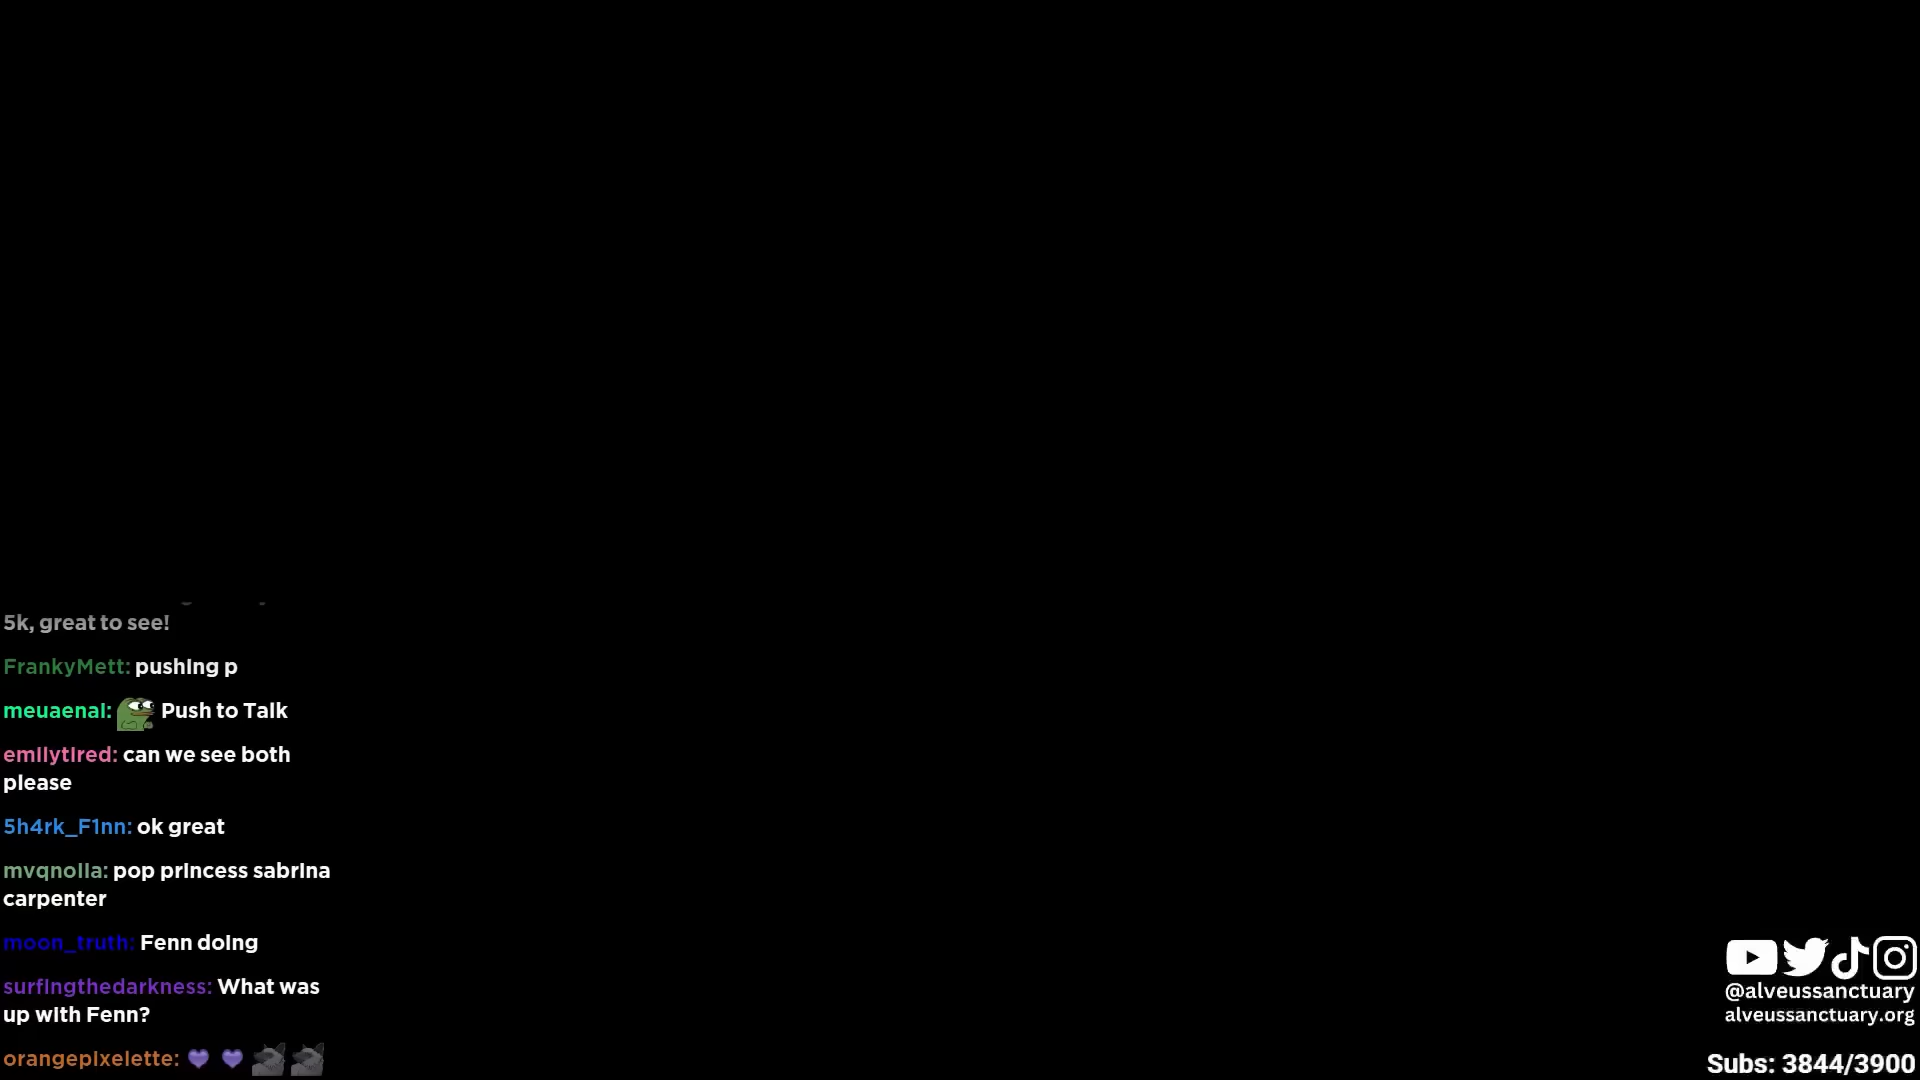 5k, great to see!
FrankyMett: pushing p
meuaenal: Push to Talk
emilytired: can we see both
please
5h4rk_F1nn: ok great
mvqnolla: pop princess sabrina
carpenter
moon_truth: Fenn doing
surfingthedarkness: What was
up with Fenn?
orangepixelette:
@alveussanctuary
alveussanctuary.org
Subs: 3844/3900